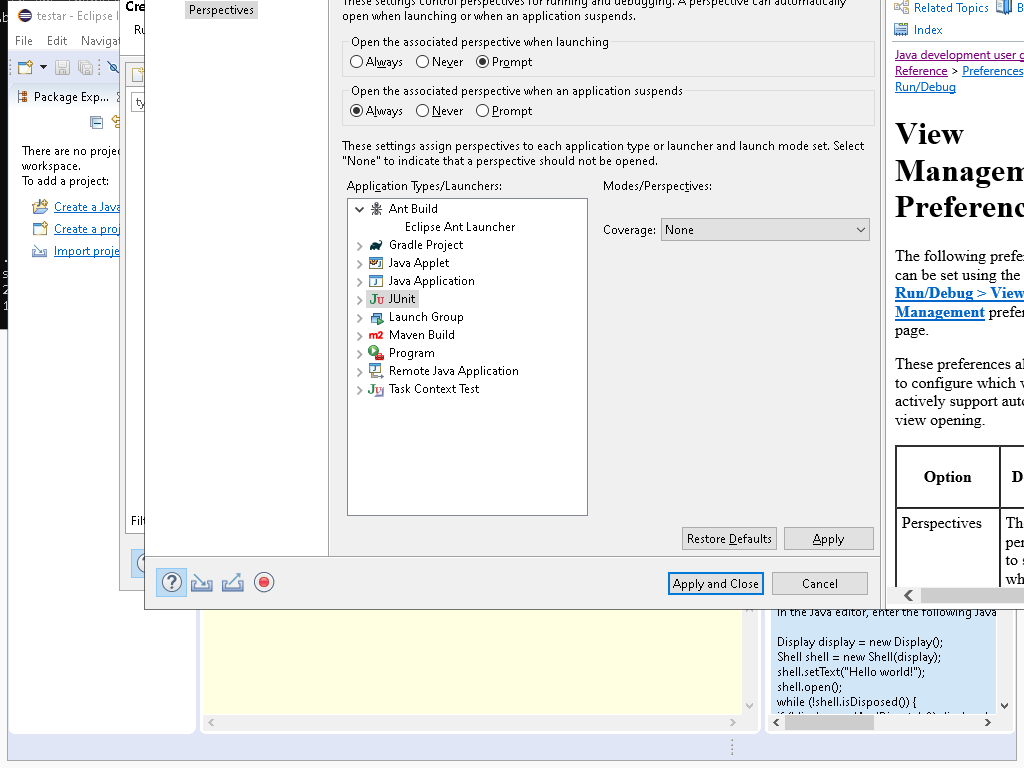 testar - Eclipse I
File Edit Navigat
Package Exp...
There are no proje
workspace.
To add a project:
Create a Java
Create a proj
Import proje
Cre
Ru
ty
Filt
Perspectives
These settings control perspectives for running and debugging. A perspective can automatically
open when launching or when an application suspends.
Open the associated perspective when launching
Always Never Prompt
Open the associated perspective when an application suspends
Always Never Prompt
These settings assign perspectives to each application type or launcher and launch mode set. Select
"None" to indicate that a perspective should not be opened.
Application Types/Launchers:
Modes/Perspectives:
Ant Build
Eclipse Ant Launcher
Gradle Project
Java Applet
Java Application
JUnit
Launch Group
Maven Build
Program
Remote Java Application
Task Context Test
Coverage: None
Restore Defaults Apply
Apply and Close Cancel
Related Topics B
Index
Java development user g
Reference > Preferences
Run/Debug
View
Managem
Preferenc
The following prefer
can be set using the
Run/Debug > View
Management prefer
page.
These preferences al
to configure which v
actively support auto
view opening.
Option D
Perspectives Th
per
to s
wh
In the Java editor, enter the following Java
Display display = new Display();
Shell shell = new Shell(display);
shell.setText("Hello world!");
shell.open();
while (!shell.isDisposed()) {